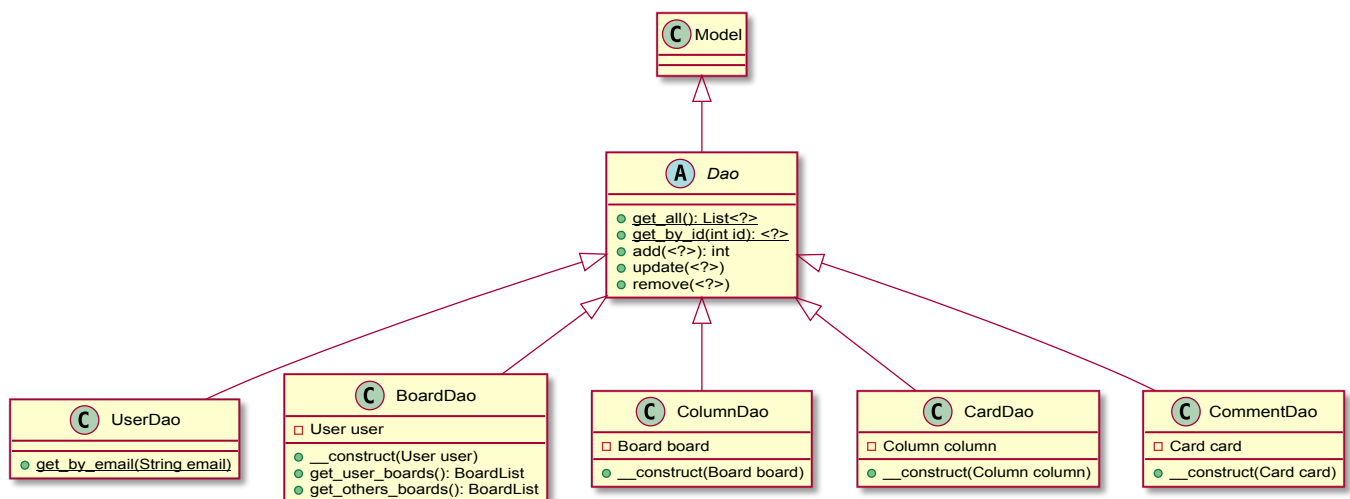 C Model
A Dao
get_all(): List<?>
get_by_id(int id): <?>
add(<?>): int
update(<?>)
remove(<?>)
C UserDao
get_by_email(String email)
C BoardDao
User user
__construct(User user)
get_user_boards(): BoardList
get_others_boards(): BoardList
C ColumnDao
Board board
__construct(Board board)
C CardDao
Column column
__construct(Column column)
C CommentDao
Card card
__construct(Card card)